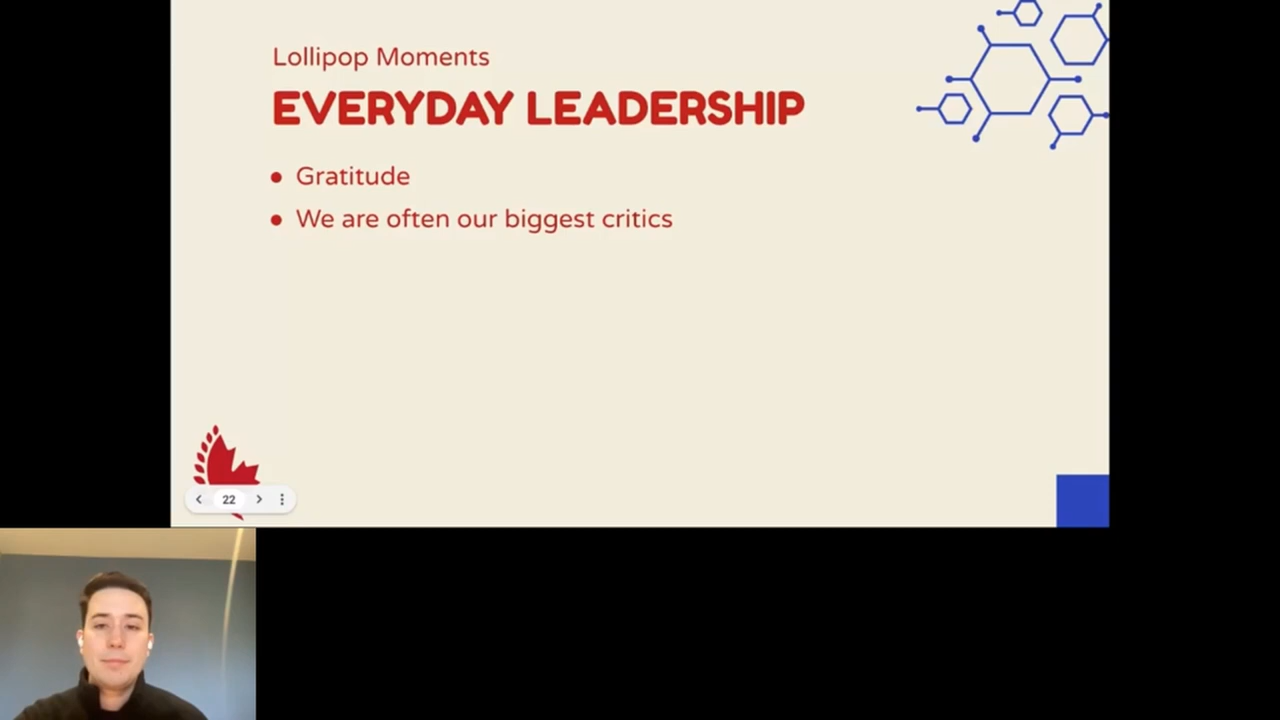 Lollipop Moments
EVERYDAY LEADERSHIP
● Gratitude
● We are often our biggest critics
22